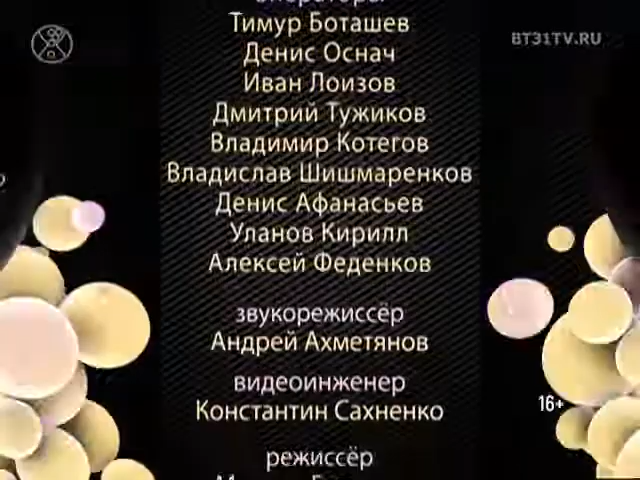 операторы
Тимур Боташев
BT31TV.RU
Денис Оснач
Иван Лоизов
Дмитрий Тужиков
Владимир Котегов
Владислав Шишмаренков
Денис Афанасьев
Уланов Кирилл
Алексей Феденков
звукорежиссёр
Андрей Ахметянов
видеоинженер
16+
Константин Сахненко
режиссёр